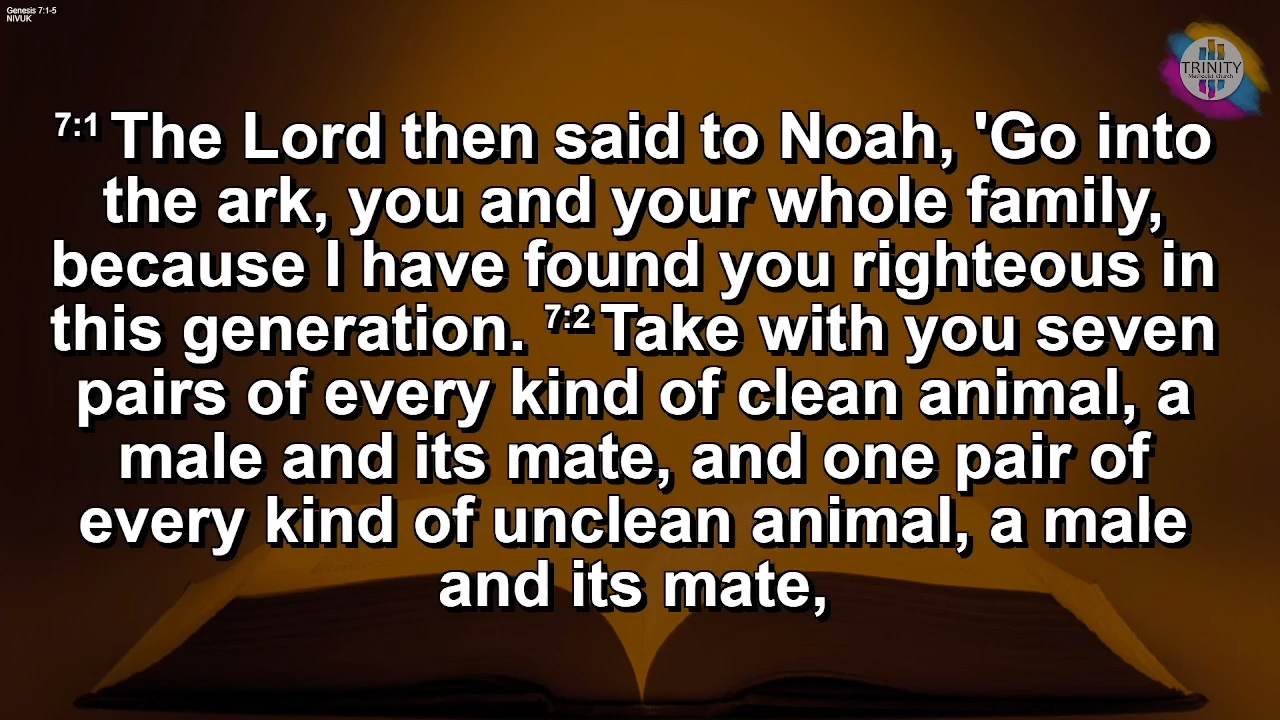 Genesis 7:1-5
NIVUK
TRINITY
Methodist Church
7:1 The Lord then said to Noah, 'Go into
the ark, you and your whole family,
because I have found you righteous in
this generation. 7:2 Take with you seven
pairs of every kind of clean animal, a
male and its mate, and one pair of
every kind of unclean animal, a male
and its mate,